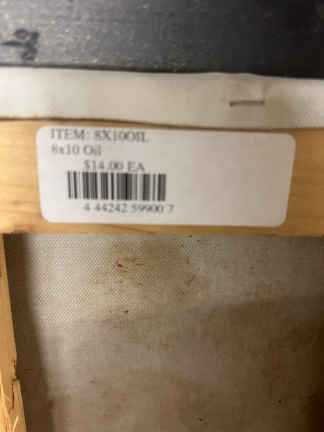 ITEM: 8X10OIL
8x10 Oil
$14.00 EA
4 44242 59900 7